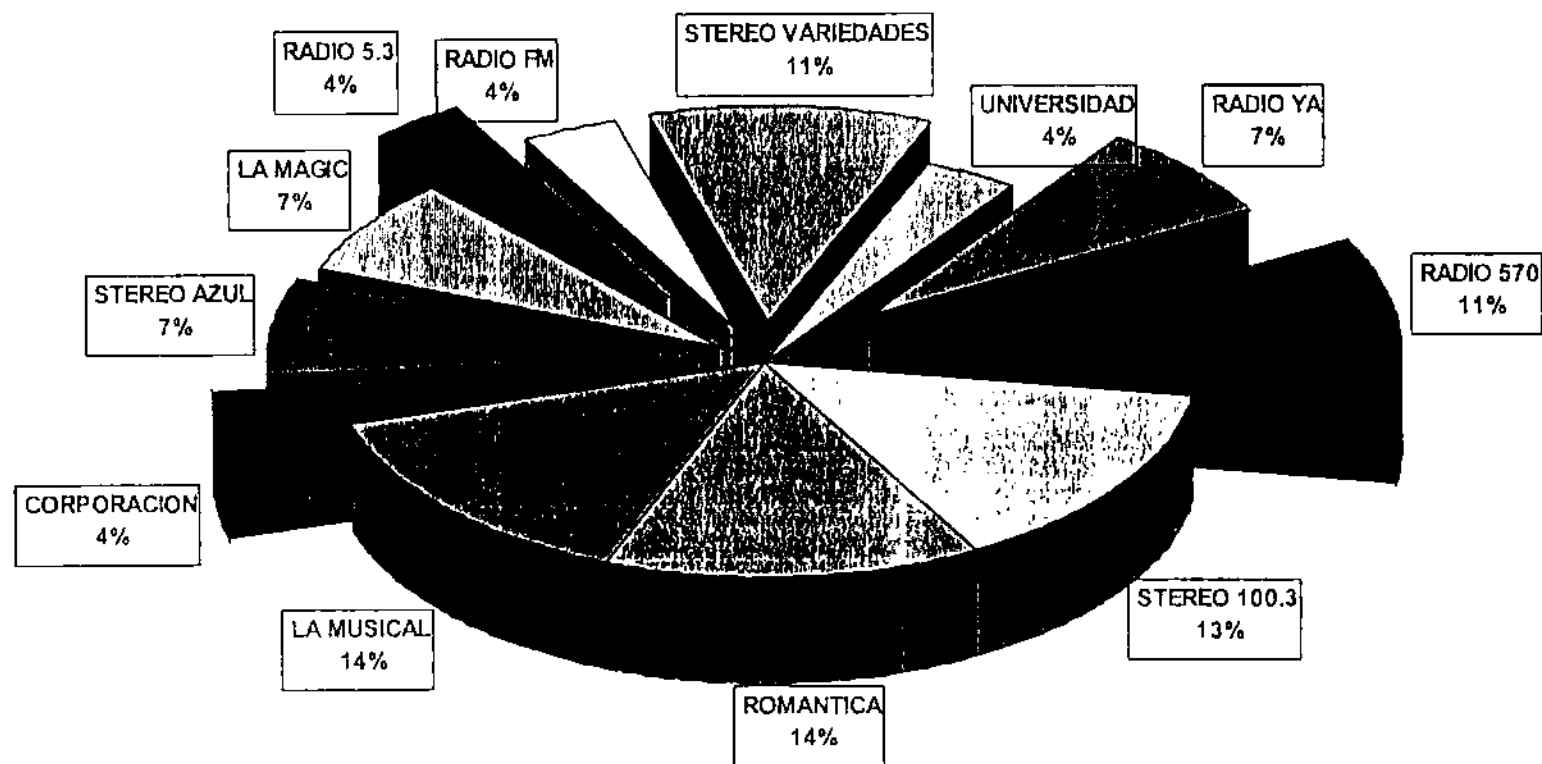 STEREO VARIEDADES
11%
RADIO 5.3
4%
RADIO FM
4%
UNIVERSIDAD
4%
RADIO YA
7%
LA MAGIC
7%
RADIO 570
11%
STEREO AZUL
7%
CORPORACION
4%
STEREO 100.3
13%
LA MUSICAL
14%
ROMANTICA
14%